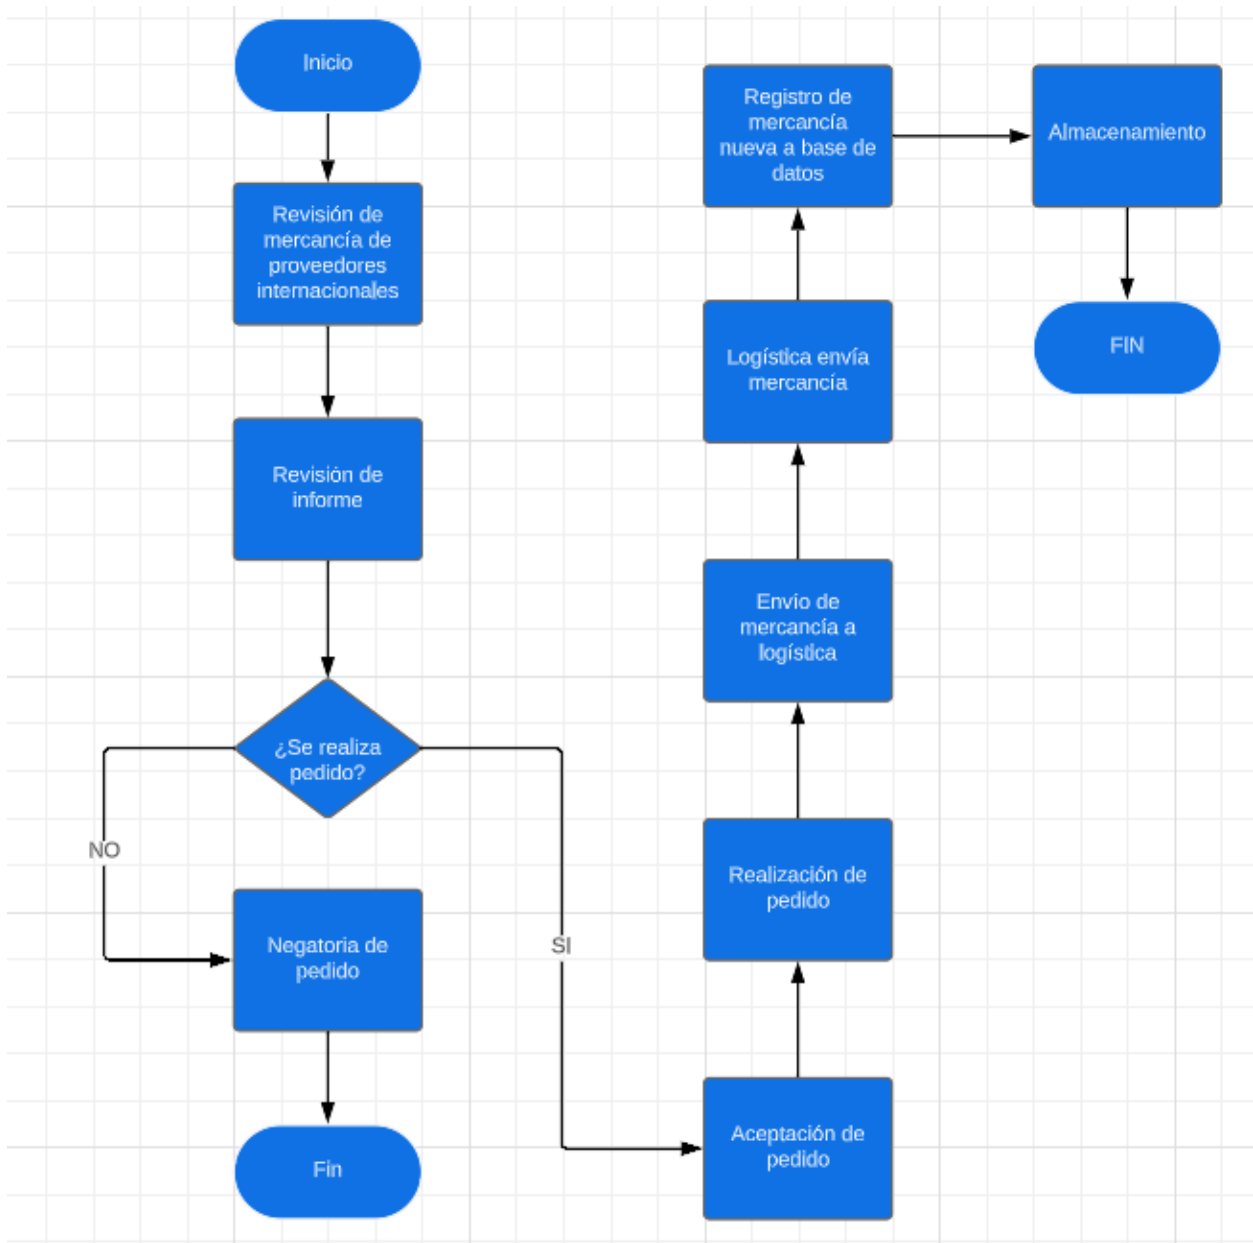 Inicio
Revisión de
mercancía de
proveedores
internacionales
Revisión de
informe
¿Se realiza
pedido?
NO
Negatoria de
pedido
Fin
SI
Aceptación de
pedido
Realización de
pedido
Envío de
mercancía a
logística
Logística envía
mercancía
Registro de
mercancía
nueva a base de
datos
Almacenamiento
FIN